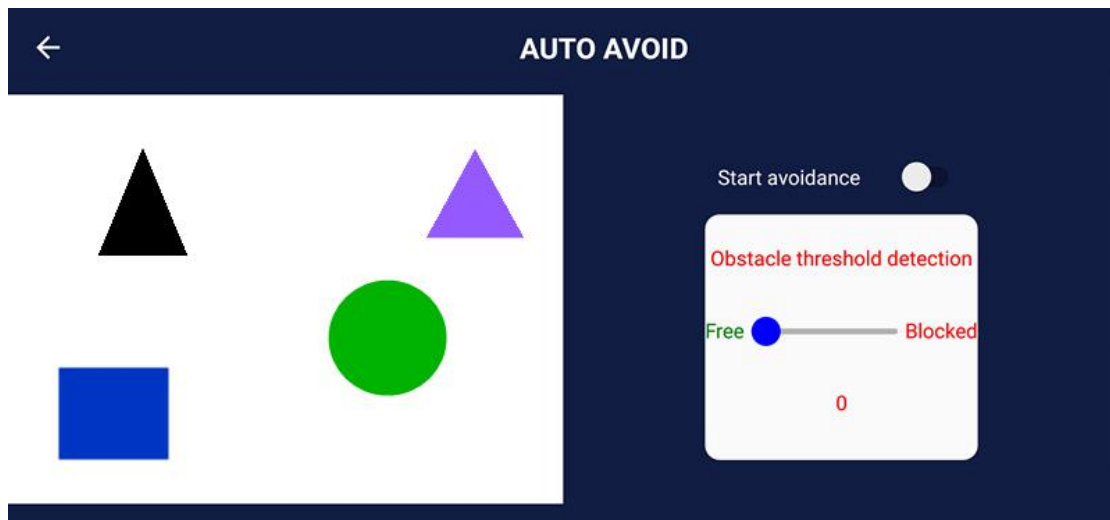 AUTO AVOID
Start avoidance
Obstacle threshold detection
Free Blocked
0